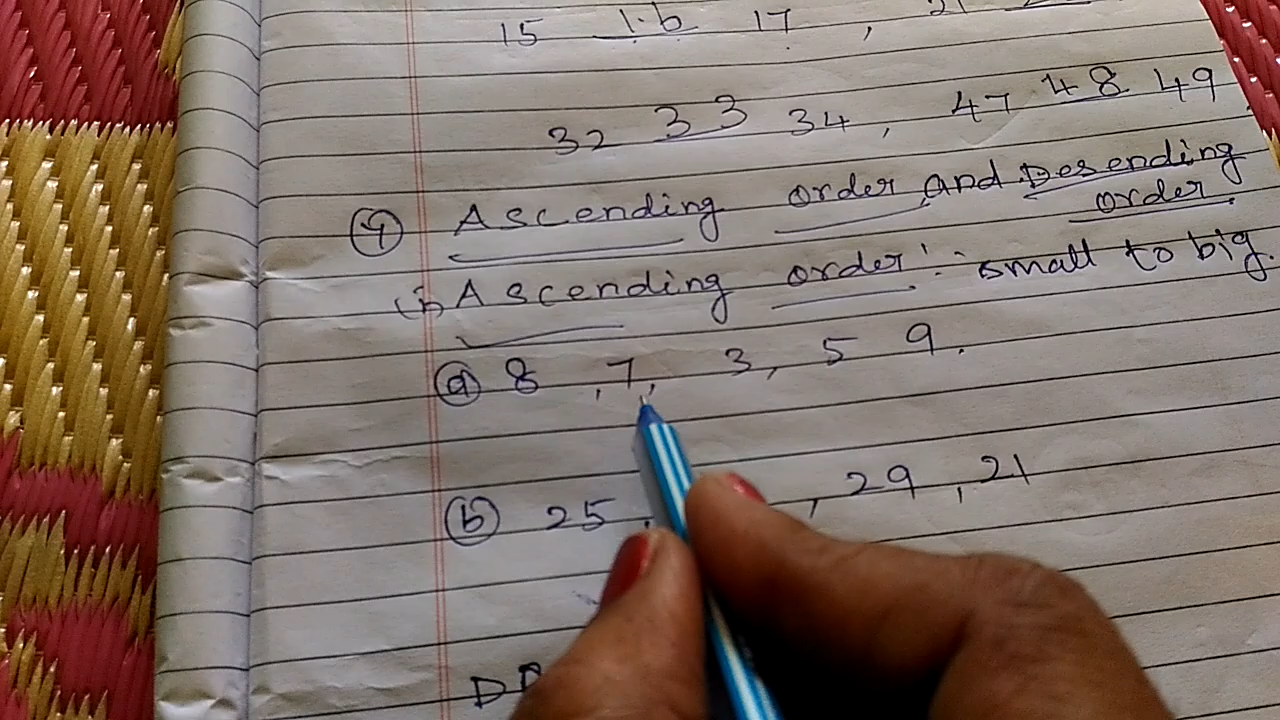 15 16 17 , 21
32 33 34 , 47 48 49
④ Ascending order and Desending order.
(i) Ascending order :- small to big.
ⓐ 8 , 7, 3, 5 9.
ⓑ 25, , 29 , 21